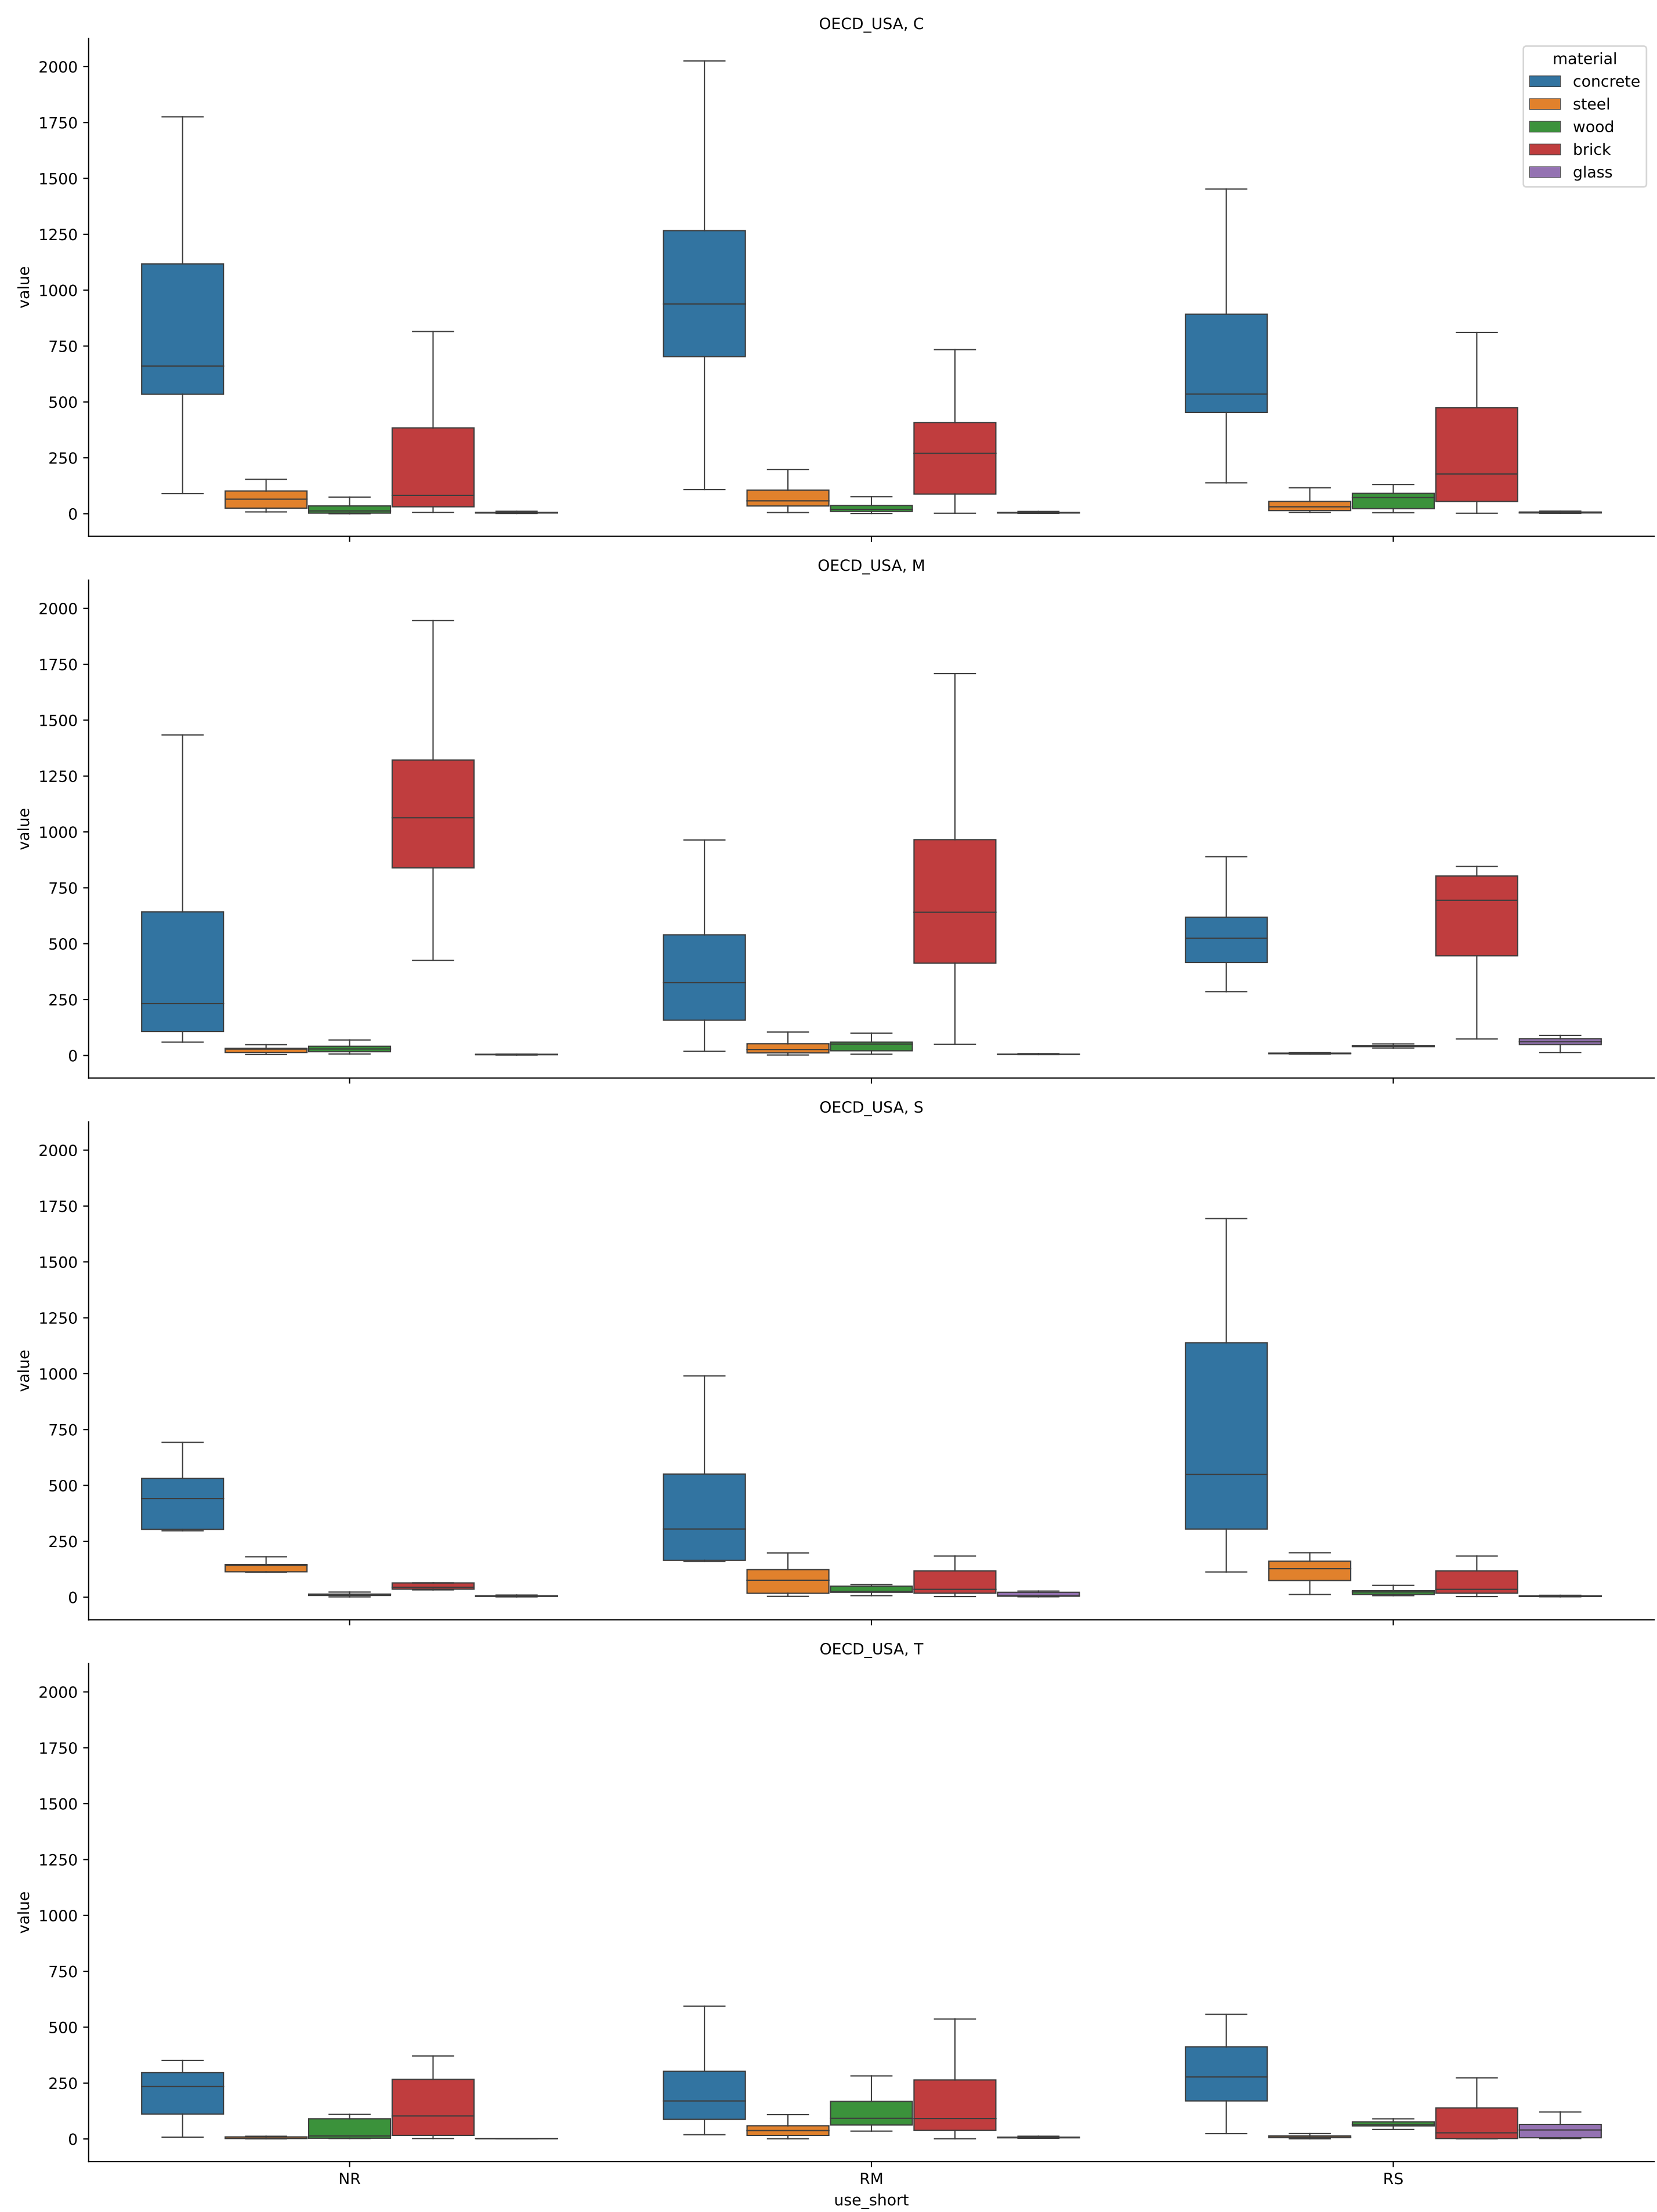 OECD_USA, C
2000
1750
1500
1250
1000
750
500
250
0
value
material
concrete
steel
wood
brick
glass
OECD_USA, M
2000
1750
1500
1250
1000
750
500
250
0
value
OECD_USA, S
2000
1750
1500
1250
1000
750
500
250
0
value
OECD_USA, T
2000
1750
1500
1250
1000
750
500
250
0
value
NR RM RS
use_short